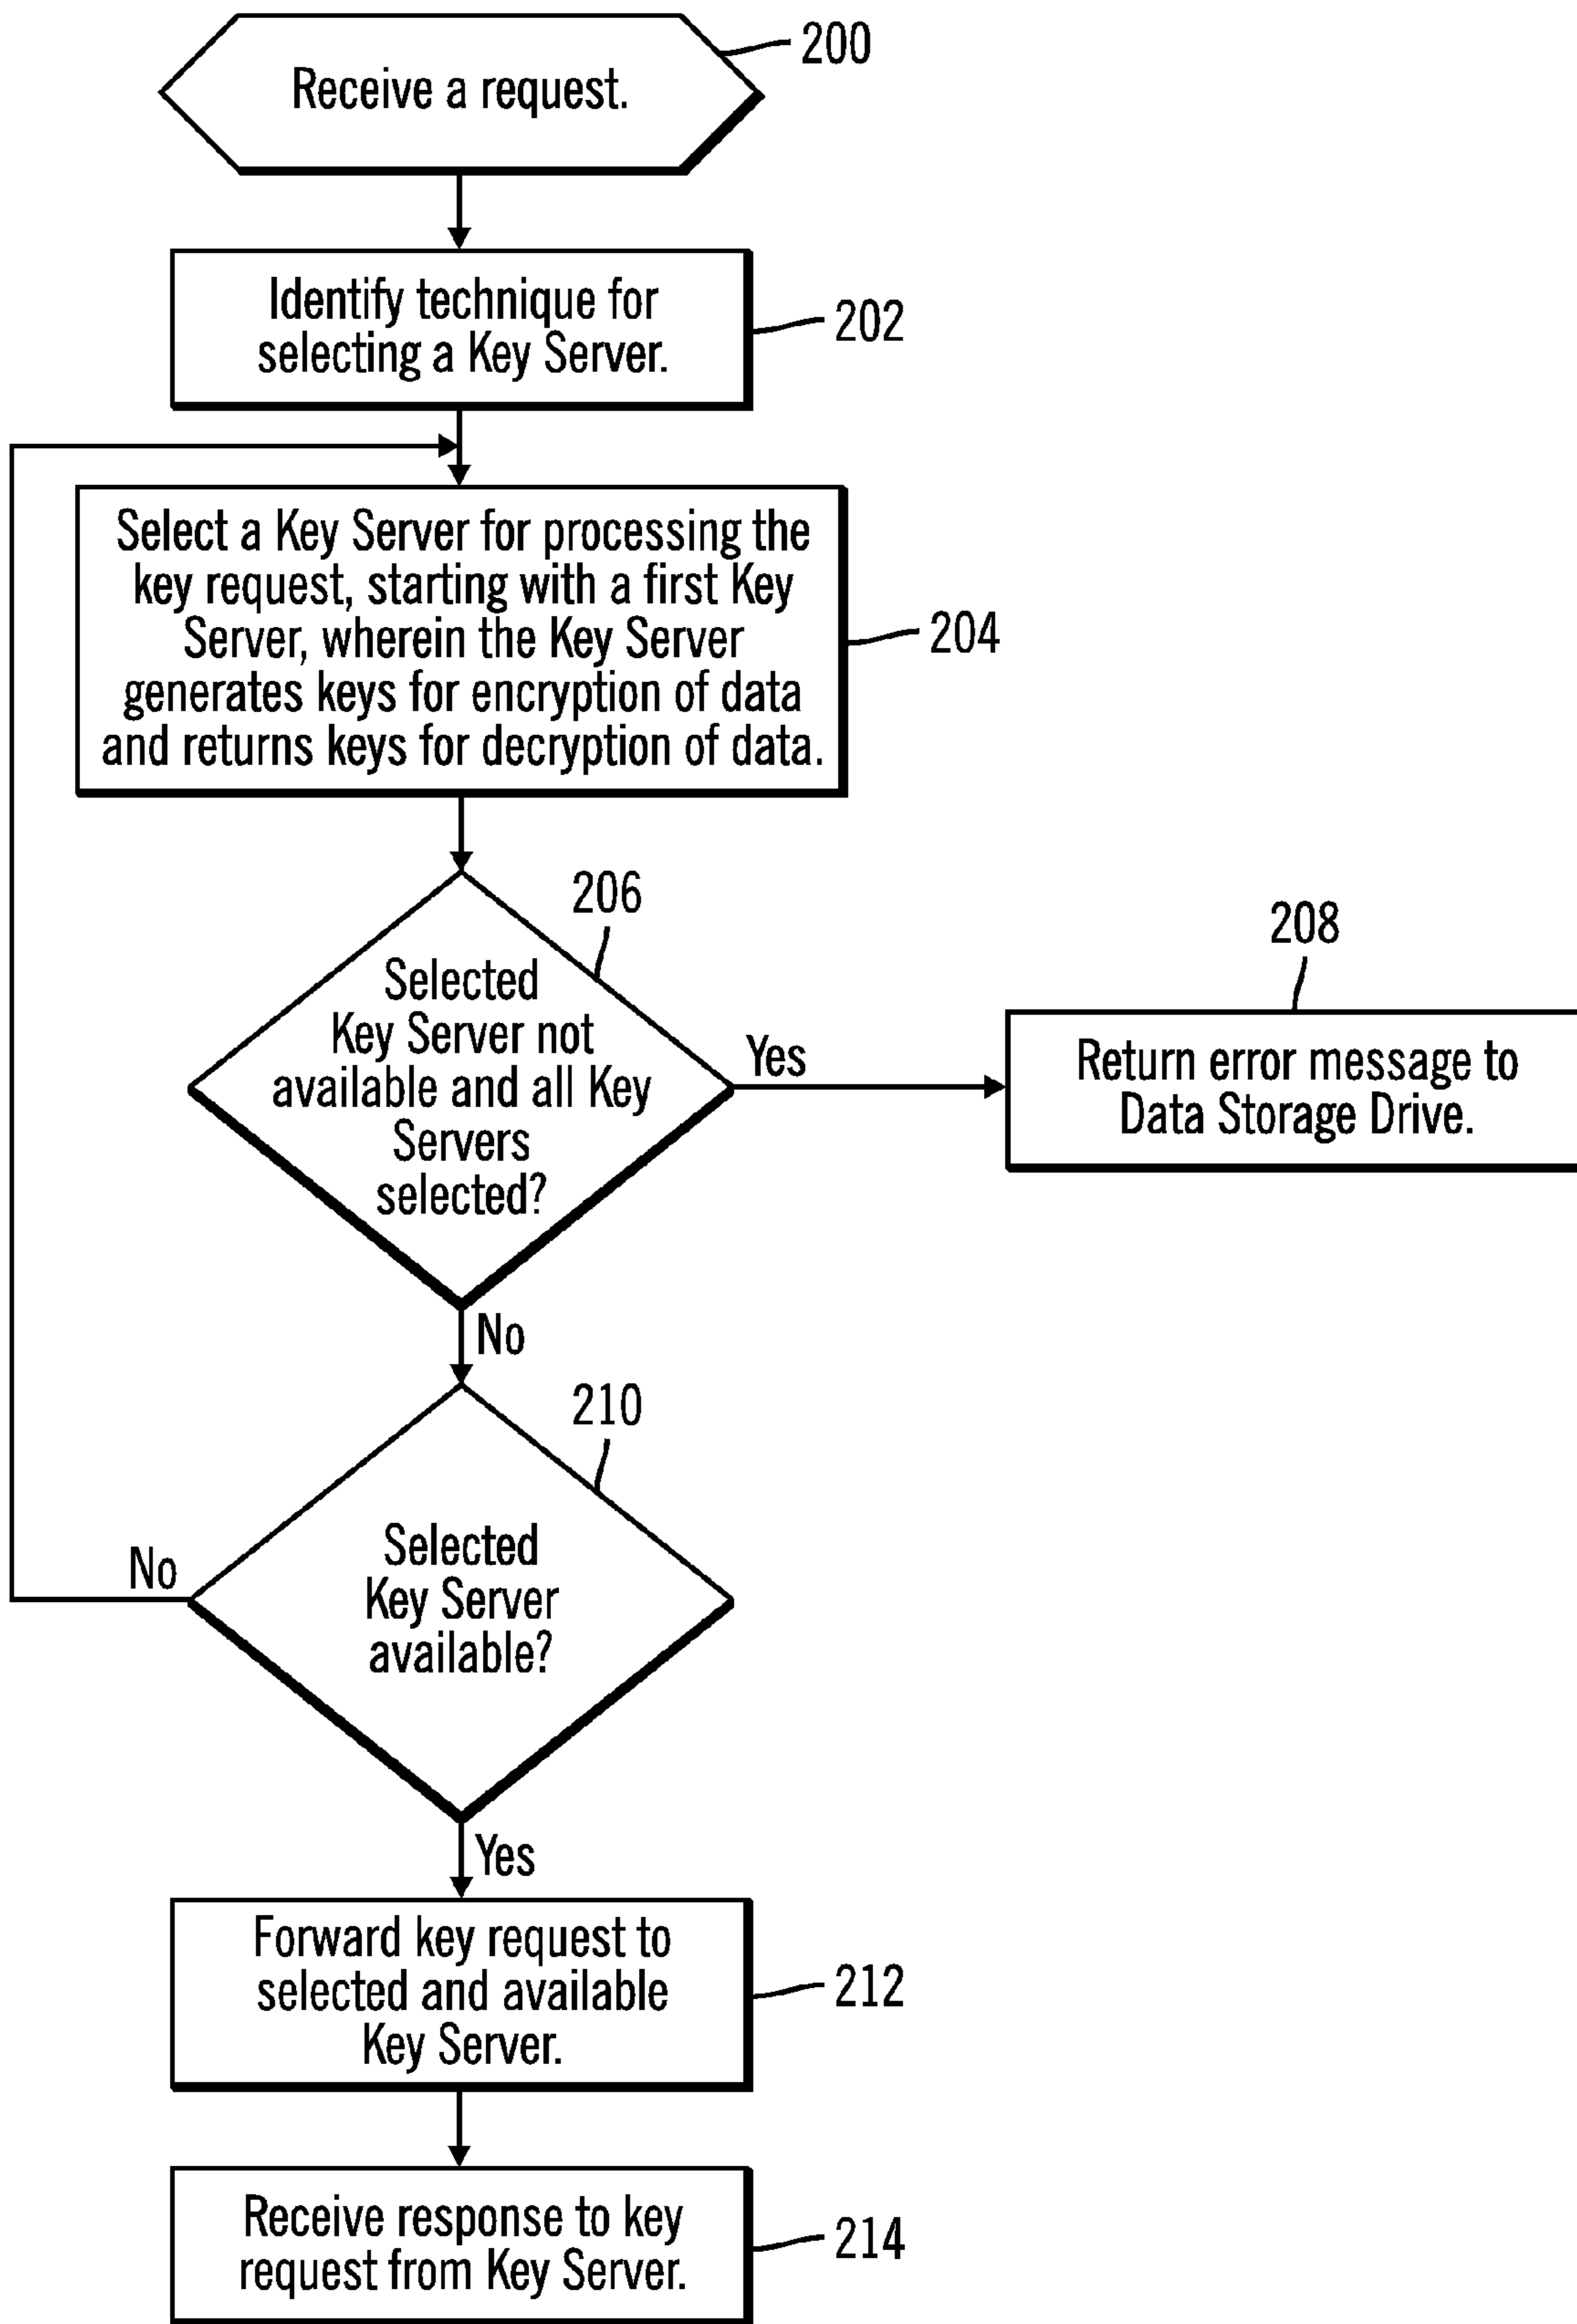 200
Receive a request.
Identify technique for
selecting a Key Server.
202
Select a Key Server for processing the
key request, starting with a first Key
Server, wherein the Key Server
generates keys for encryption of data
and returns keys for decryption of data.
204
206
Selected
Key Server not
available and all Key
Servers
selected?
Yes
208
Return error message to
Data Storage Drive.
No
210
Selected
Key Server
available?
No
Yes
Forward key request to
selected and available
Key Server.
212
Receive response to key
request from Key Server.
214